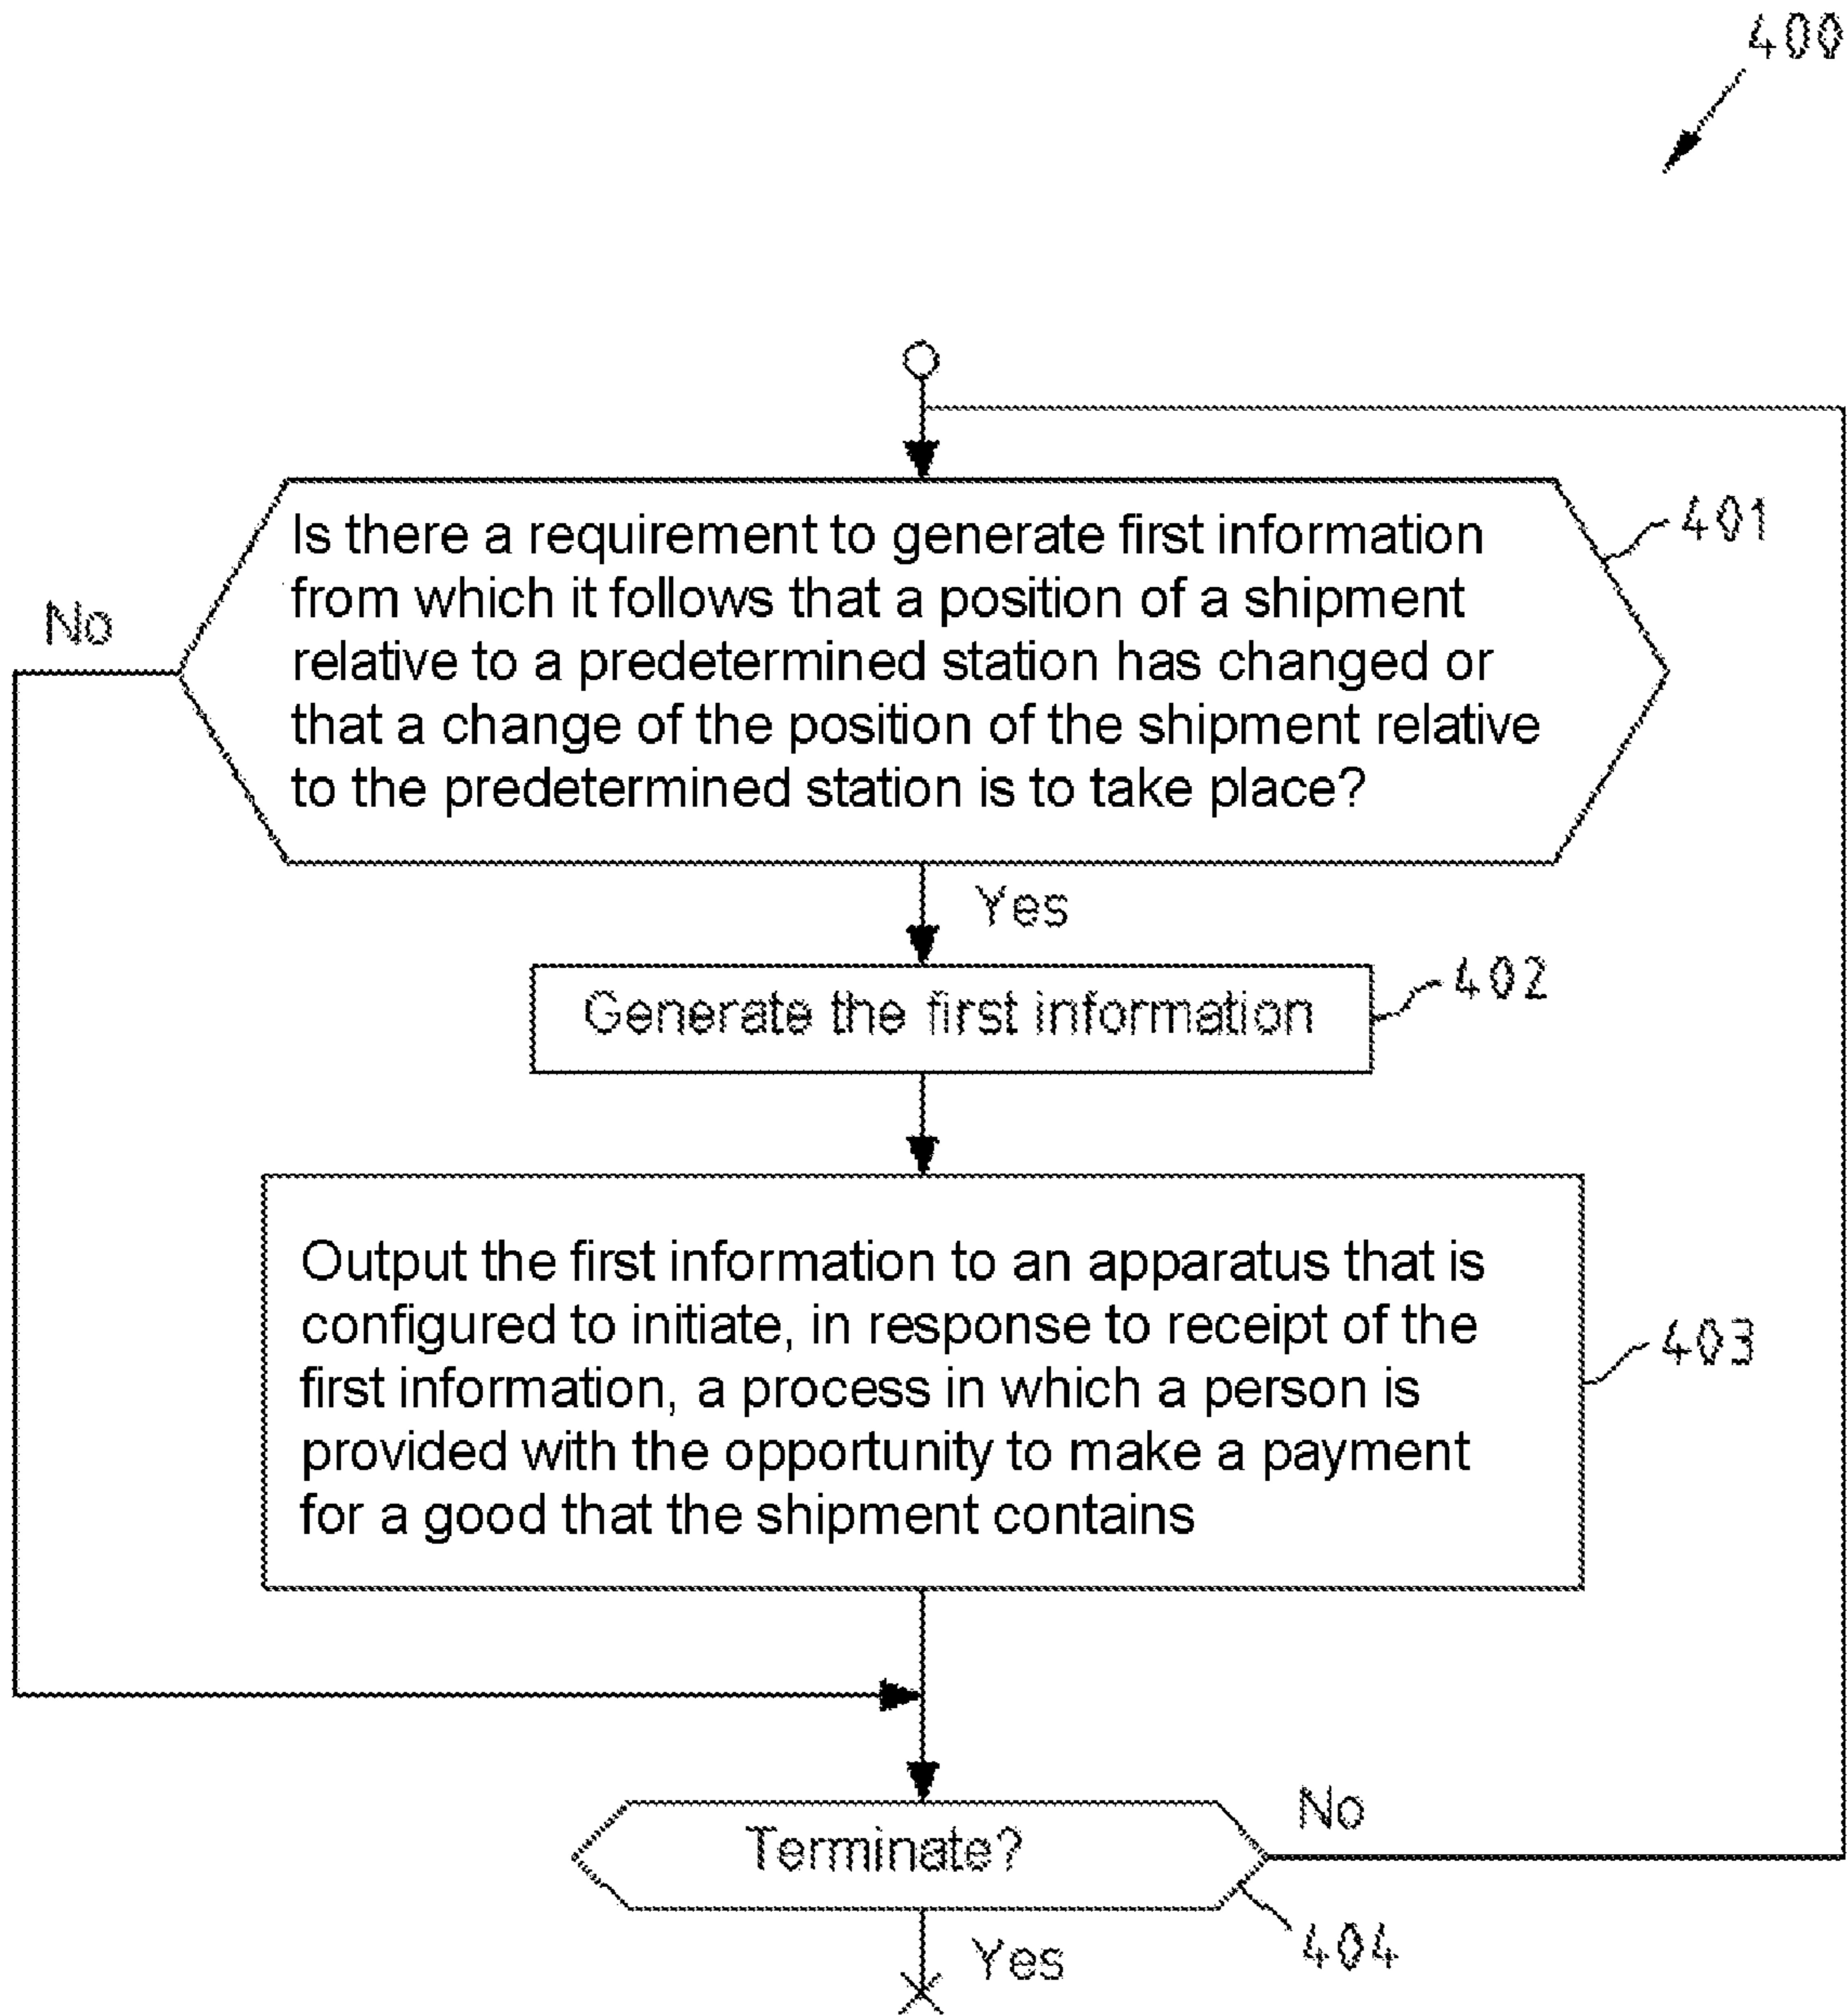 400
Is there a requirement to generate first information
from which it follows that a position of a shipment
relative to a predetermined station has changed or
that a change of the position of the shipment relative
to the predetermined station is to take place?
401
No
Yes
Generate the first information
402
Output the first information to an apparatus that is
configured to initiate, in response to receipt of the
first information, a process in which a person is
provided with the opportunity to make a payment
for a good that the shipment contains
403
Terminate?
No
404
Yes